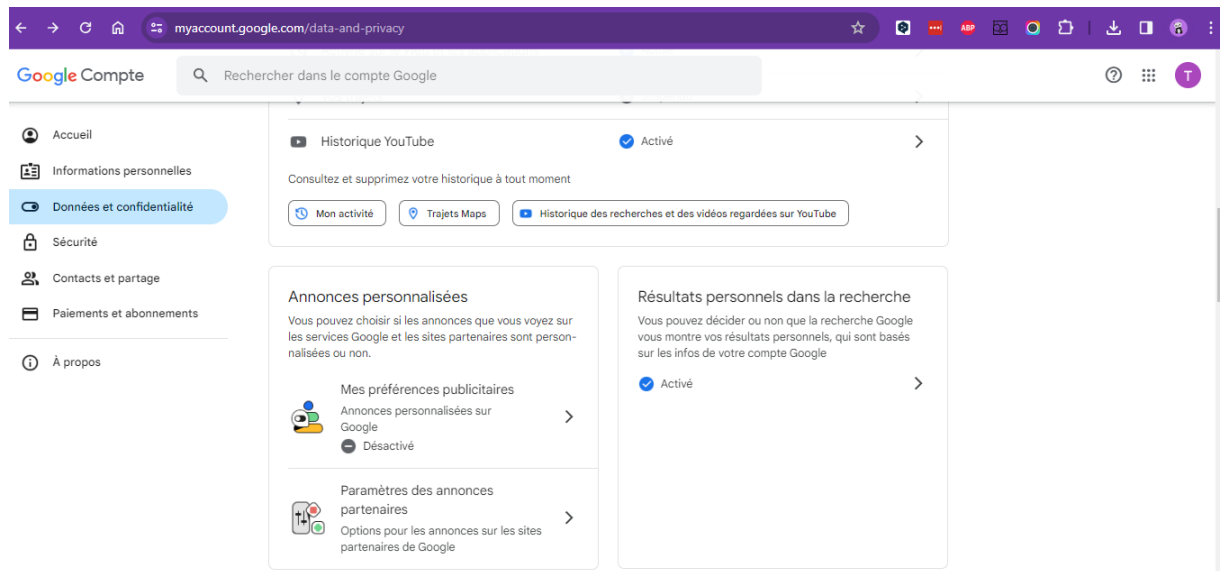 myaccount.google.com/data-and-privacy
ABP
Google Compte
Rechercher dans le compte Google
T
Accueil
Informations personnelles
Données et confidentialité
Sécurité
Contacts et partage
Paiements et abonnements
À propos
Historique YouTube
Activé
Consultez et supprimez votre historique à tout moment
Mon activité
Trajets Maps
Historique des recherches et des vidéos regardées sur YouTube
Annonces personnalisées
Vous pouvez choisir si les annonces que vous voyez sur
les services Google et les sites partenaires sont person-
nalisées ou non.
Mes préférences publicitaires
Annonces personnalisées sur
Google
Désactivé
Paramètres des annonces
partenaires
Options pour les annonces sur les sites
partenaires de Google
Résultats personnels dans la recherche
Vous pouvez décider ou non que la recherche Google
vous montre vos résultats personnels, qui sont basés
sur les infos de votre compte Google
Activé